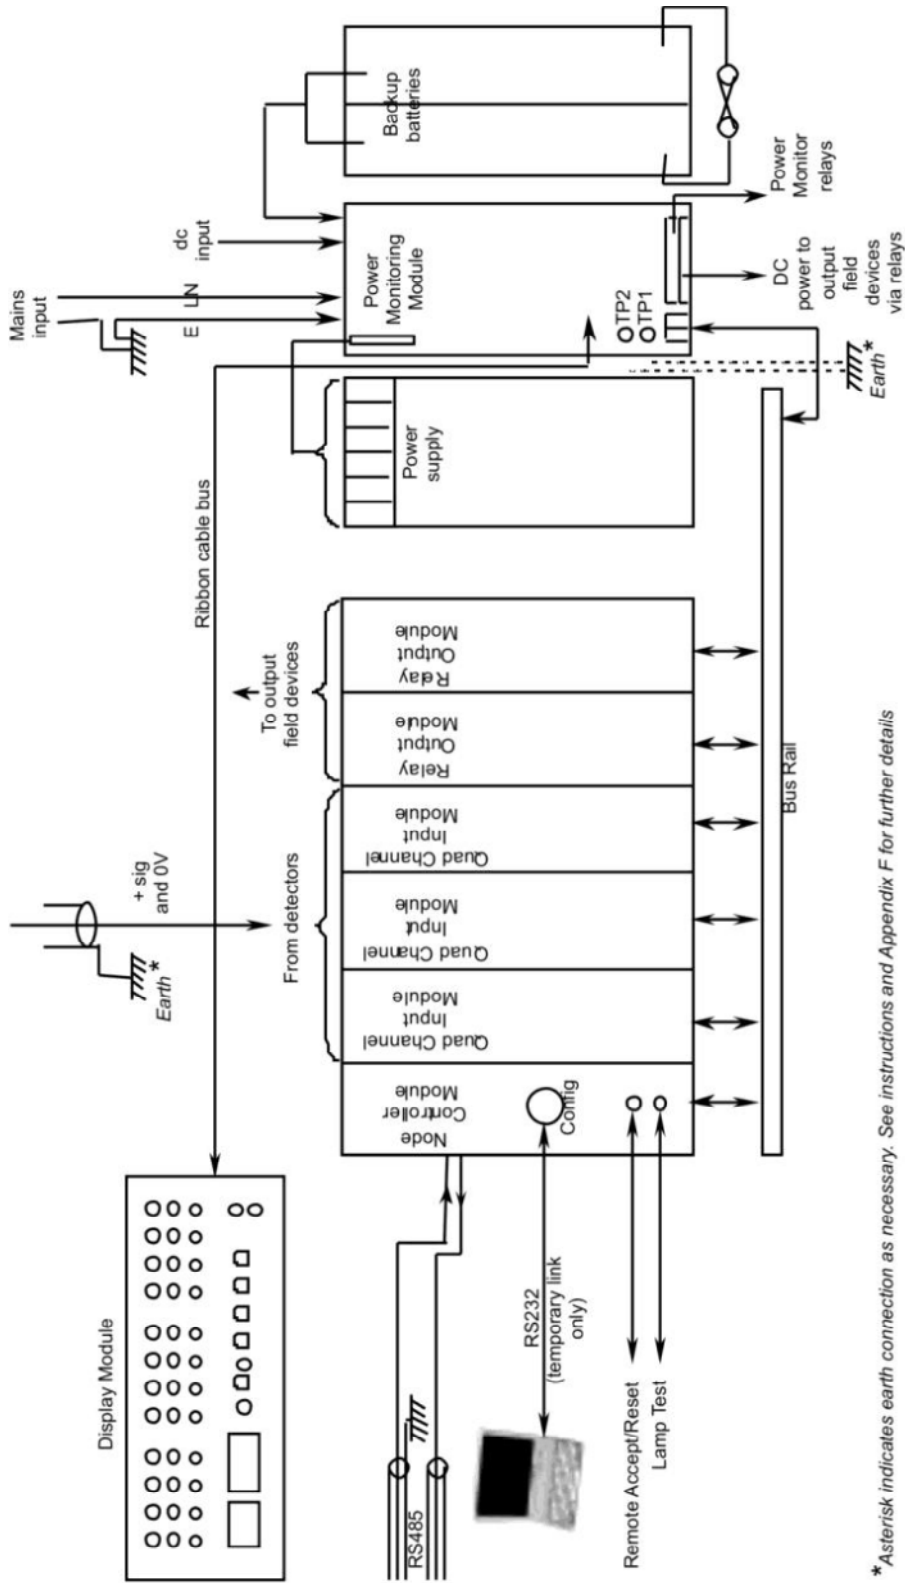 Display Module
Ribbon cable bus
+ sig
and 0V
Earth*
Mains
input
E
LN
dc
input
RS485
From detectors
To output
field devices
Node
Controller
Module
Quad Channel
Input
Module
Quad Channel
Input
Module
Quad Channel
Input
Module
Relay
Output
Module
Relay
Output
Module
Power
supply
Power
Monitoring
Module
Backup
batteries
RS232
(temporary link
only)
Config
Remote Accept/Reset
Lamp Test
TP2
TP1
Bus Rail
Earth*
DC
power to
output
field
devices
via relays
Power
Monitor
relays
*Asterisk indicates earth connection as necessary. See instructions and Appendix F for further details